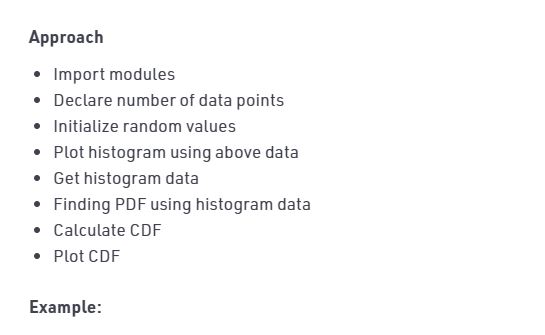 Approach
• Import modules
• Declare number of data points
• Initialize random values
• Plot histogram using above data
• Get histogram data
• Finding PDF using histogram data
• Calculate CDF
• Plot CDF
Example: